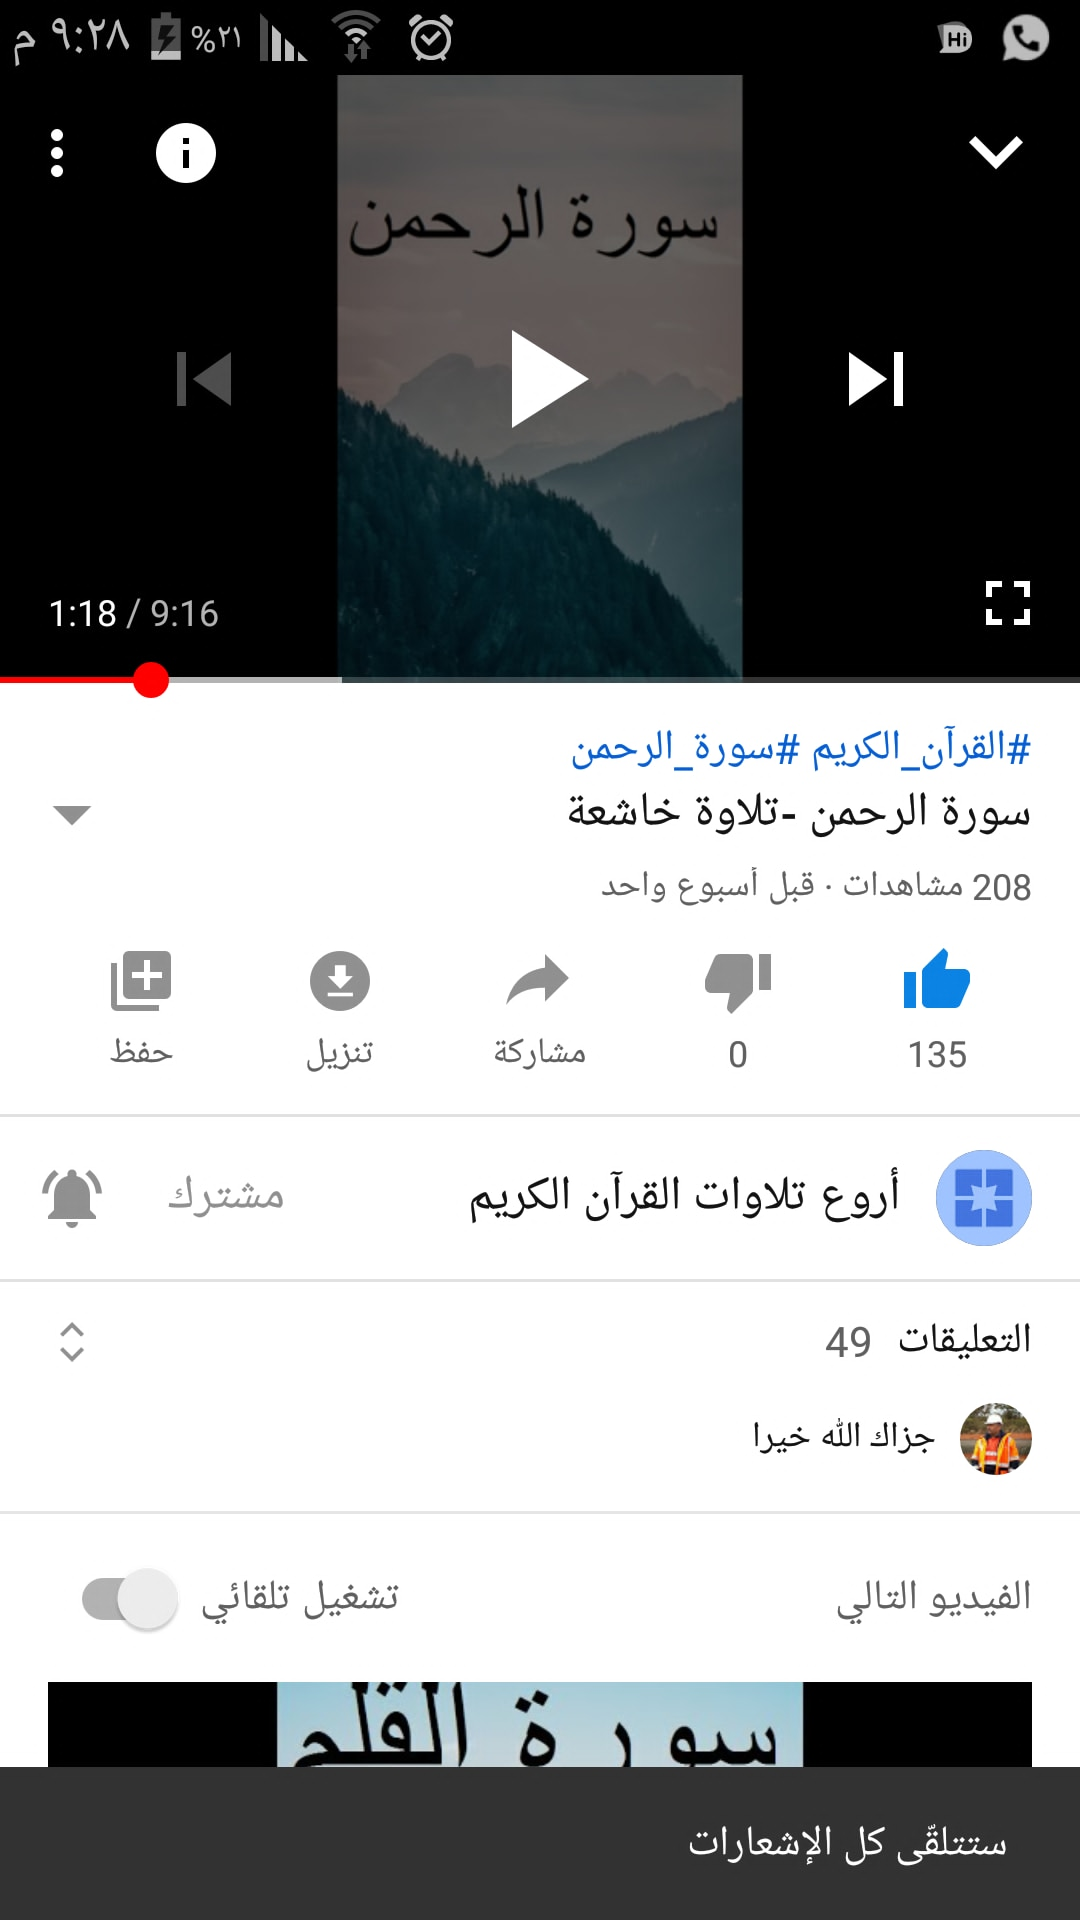 ٩:٢٨ م
%٢١
Hi
سورة الرحمن
1:18 / 9:16
#القرآن_الكريم #سورة_الرحمن
سورة الرحمن -تلاوة خاشعة
208 مشاهدات · قبل أسبوع واحد
135
0
مشاركة
تنزيل
حفظ
أروع تلاوات القرآن الكريم
مشترك
التعليقات 49
جزاك الله خيرا
الفيديو التالي
تشغيل تلقائي
سورة القلم
ستتلقّى كل الإشعارات